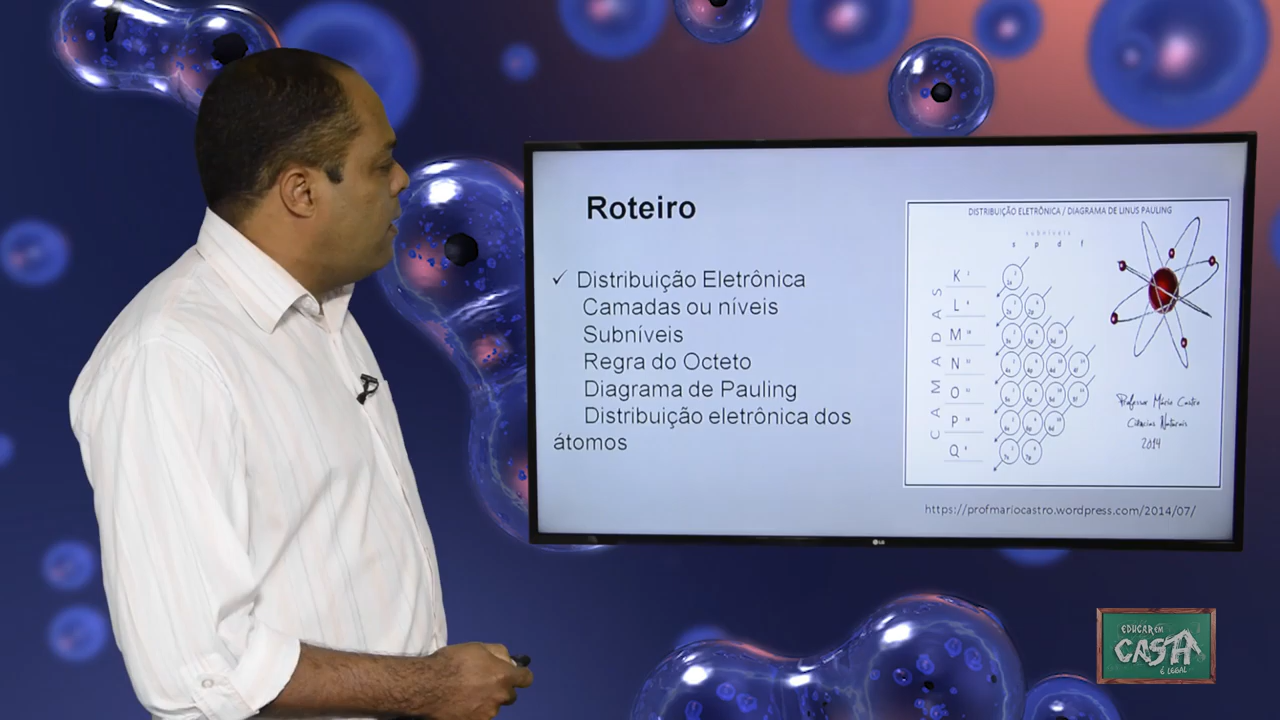 Roteiro
✓ Distribuição Eletrônica
Camadas ou níveis
Subníveis
Regra do Octeto
Diagrama de Pauling
Distribuição eletrônica dos
átomos
DISTRIBUIÇÃO ELETRÔNICA / DIAGRAMA DE LINUS PAULING
subníveis
s p d f
CAMADAS
K
L
M
N
O
P
Q
Professor Mário Castro
Ciências Naturais
2014
https://profmariocastro.wordpress.com/2014/07/
LG
EDUCAR EM
CASA
É LEGAL